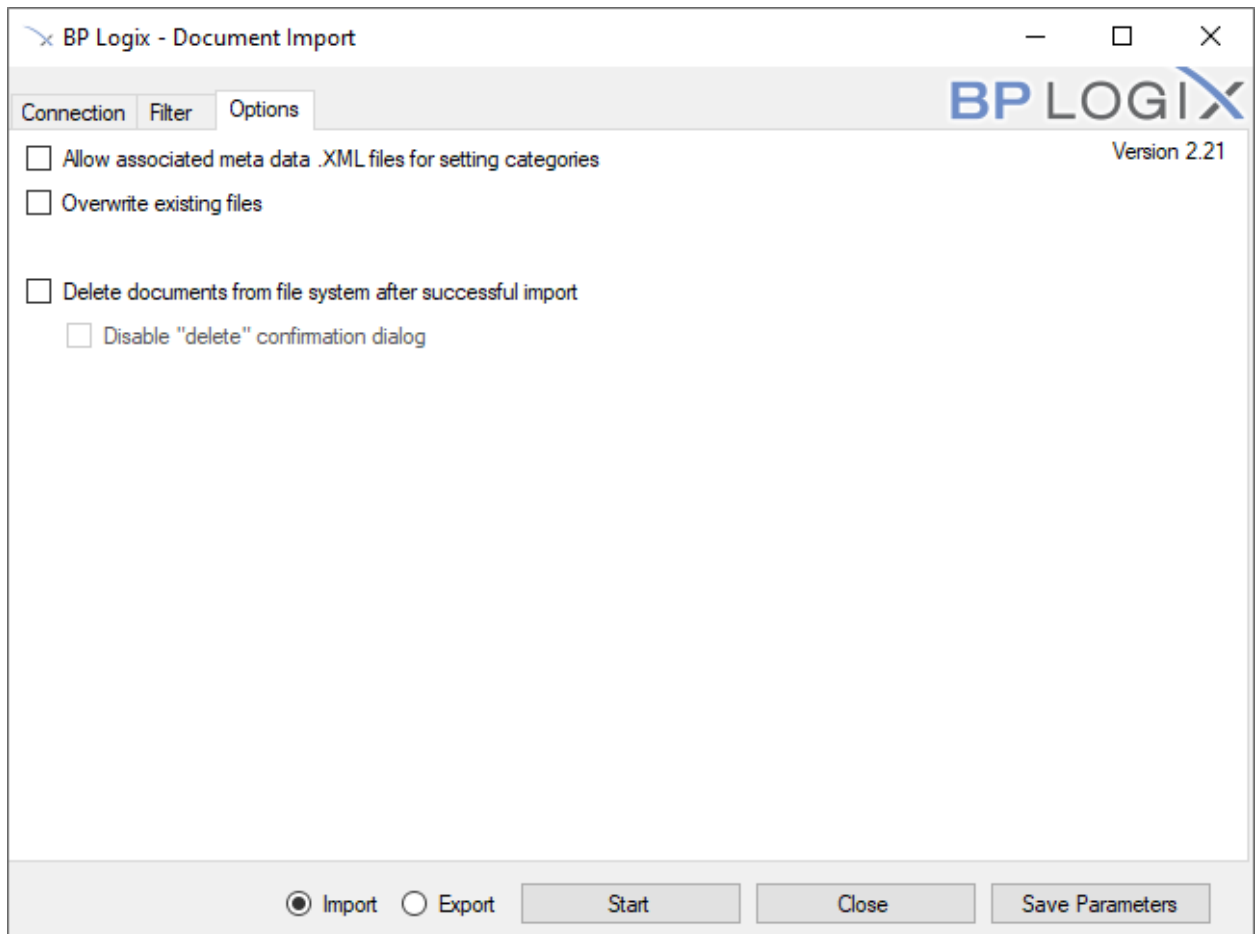 BP Logix - Document Import
Connection Filter Options
BP LOGIX
Version 2.21
Allow associated meta data .XML files for setting categories
Overwrite existing files
Delete documents from file system after successful import
Disable "delete" confirmation dialog
Import Export Start Close Save Parameters